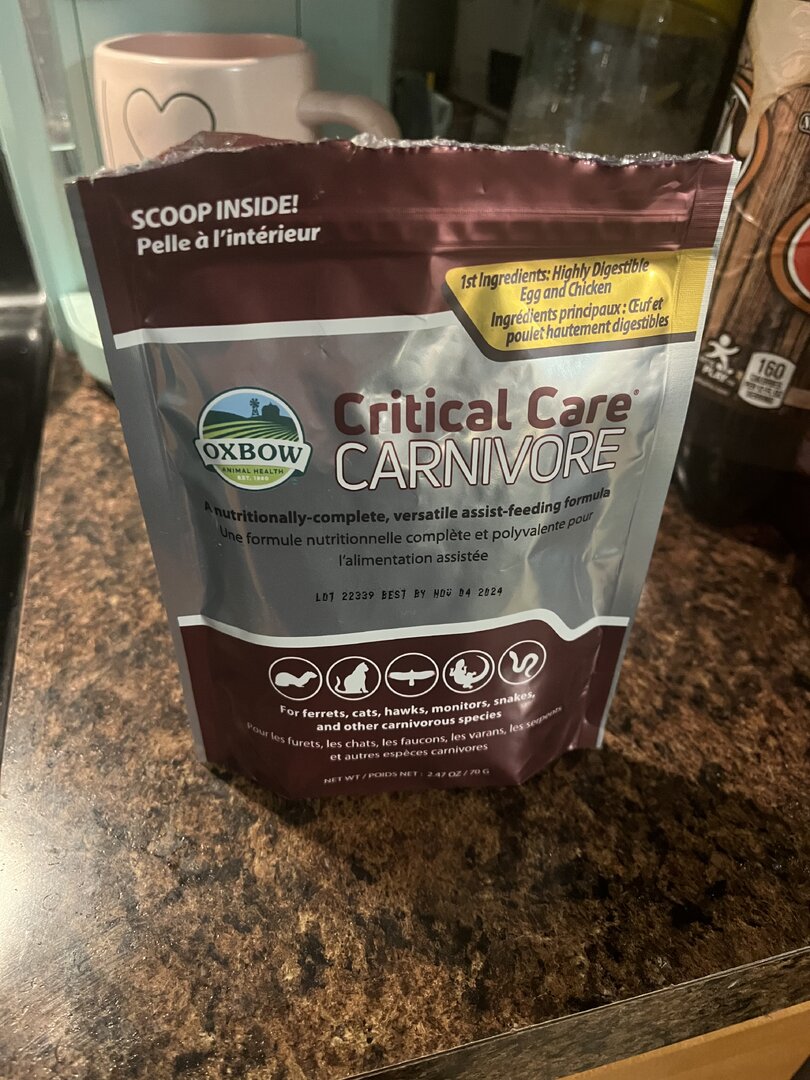 SCOOP INSIDE!
Pelle à l'intérieur
1st Ingredients: Highly Digestible
Egg and Chicken
Ingrédients principaux : Œuf et
poulet hautement digestibles
Critical Care®
CARNIVORE
OXBOW
ANIMAL HEALTH
EST. 1980
A nutritionally-complete, versatile assist-feeding formula
Une formule nutritionnelle complète et polyvalente pour
l'alimentation assistée
LOT 22339 BEST BY NOV 04 2024
For ferrets, cats, hawks, monitors, snakes,
and other carnivorous species
Pour les furets, les chats, les faucons, les varans, les serpents
et autres espèces carnivores
NET WT / POIDS NET : 2.47 OZ / 70 G
PLAY
160